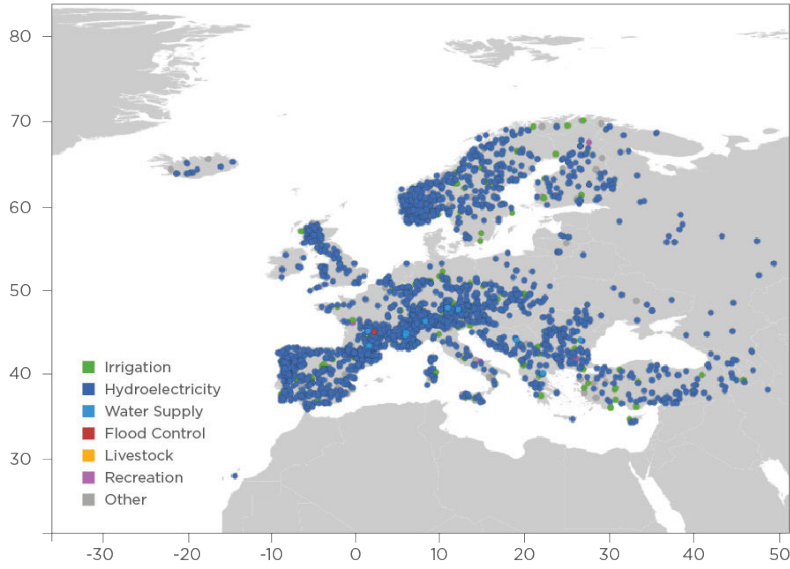 80
70
60
50
40
30
Irrigation
Hydroelectricity
Water Supply
Flood Control
Livestock
Recreation
Other
-30
-20
-10
0
10
20
30
40
50